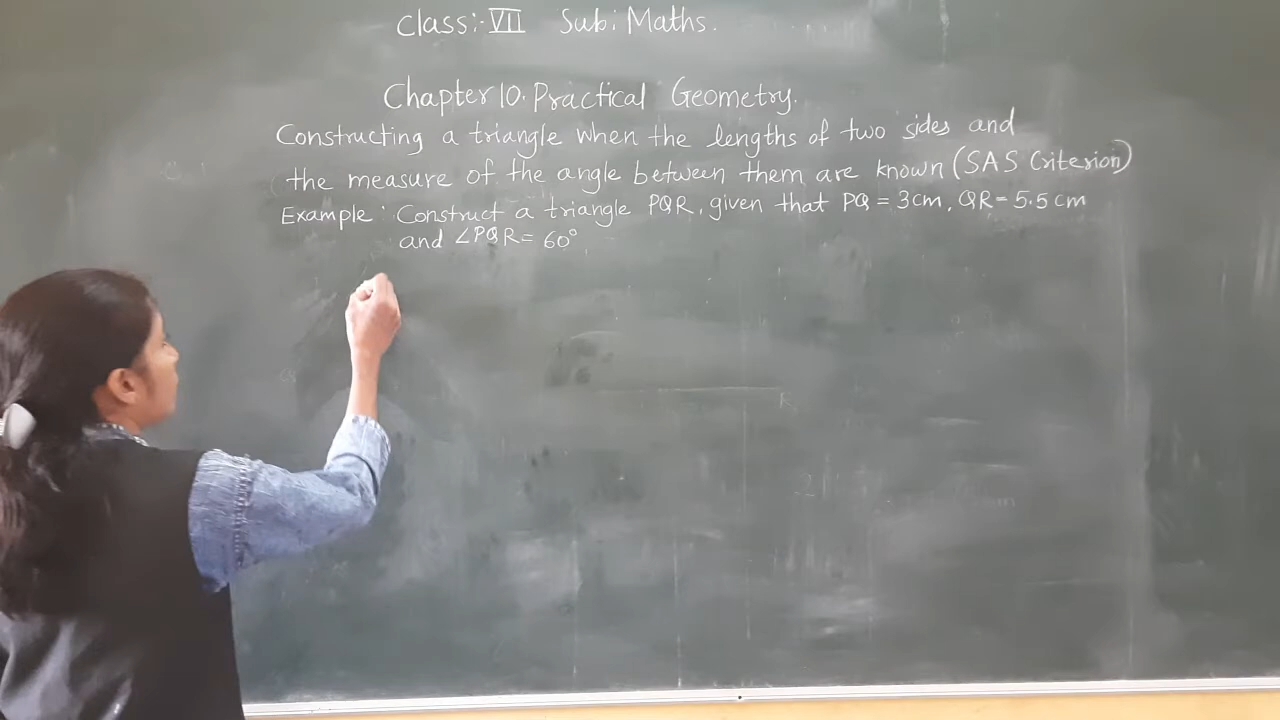 Class:-VII Sub: Maths.
Chapter 10. Practical Geometry.
Constructing a triangle when the lengths of two sides and
the measure of the angle between them are known (SAS Criterion)
Example: Construct a triangle PQR, given that PQ = 3cm, QR = 5.5 cm
and ∠PQR = 60°
R